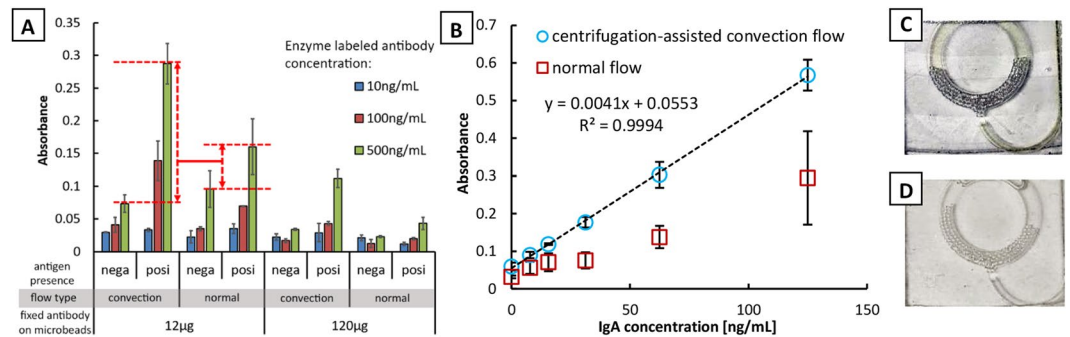 A
0.35
0.3
0.25
0.2
0.15
0.1
0.05
0
Absorbance
Enzyme labeled antibody
concentration:
10ng/mL
100ng/mL
500ng/mL
antigen presence
nega posi nega posi nega posi nega posi
flow type
convection normal convection normal
fixed antibody on microbeads
12μg 120μg
B
0.7
0.6
0.5
0.4
0.3
0.2
0.1
0
Absorbance
centrifugation-assisted convection flow
normal flow
y = 0.0041x + 0.0553
R² = 0.9994
0 50 100 150
IgA concentration [ng/mL]
C
D